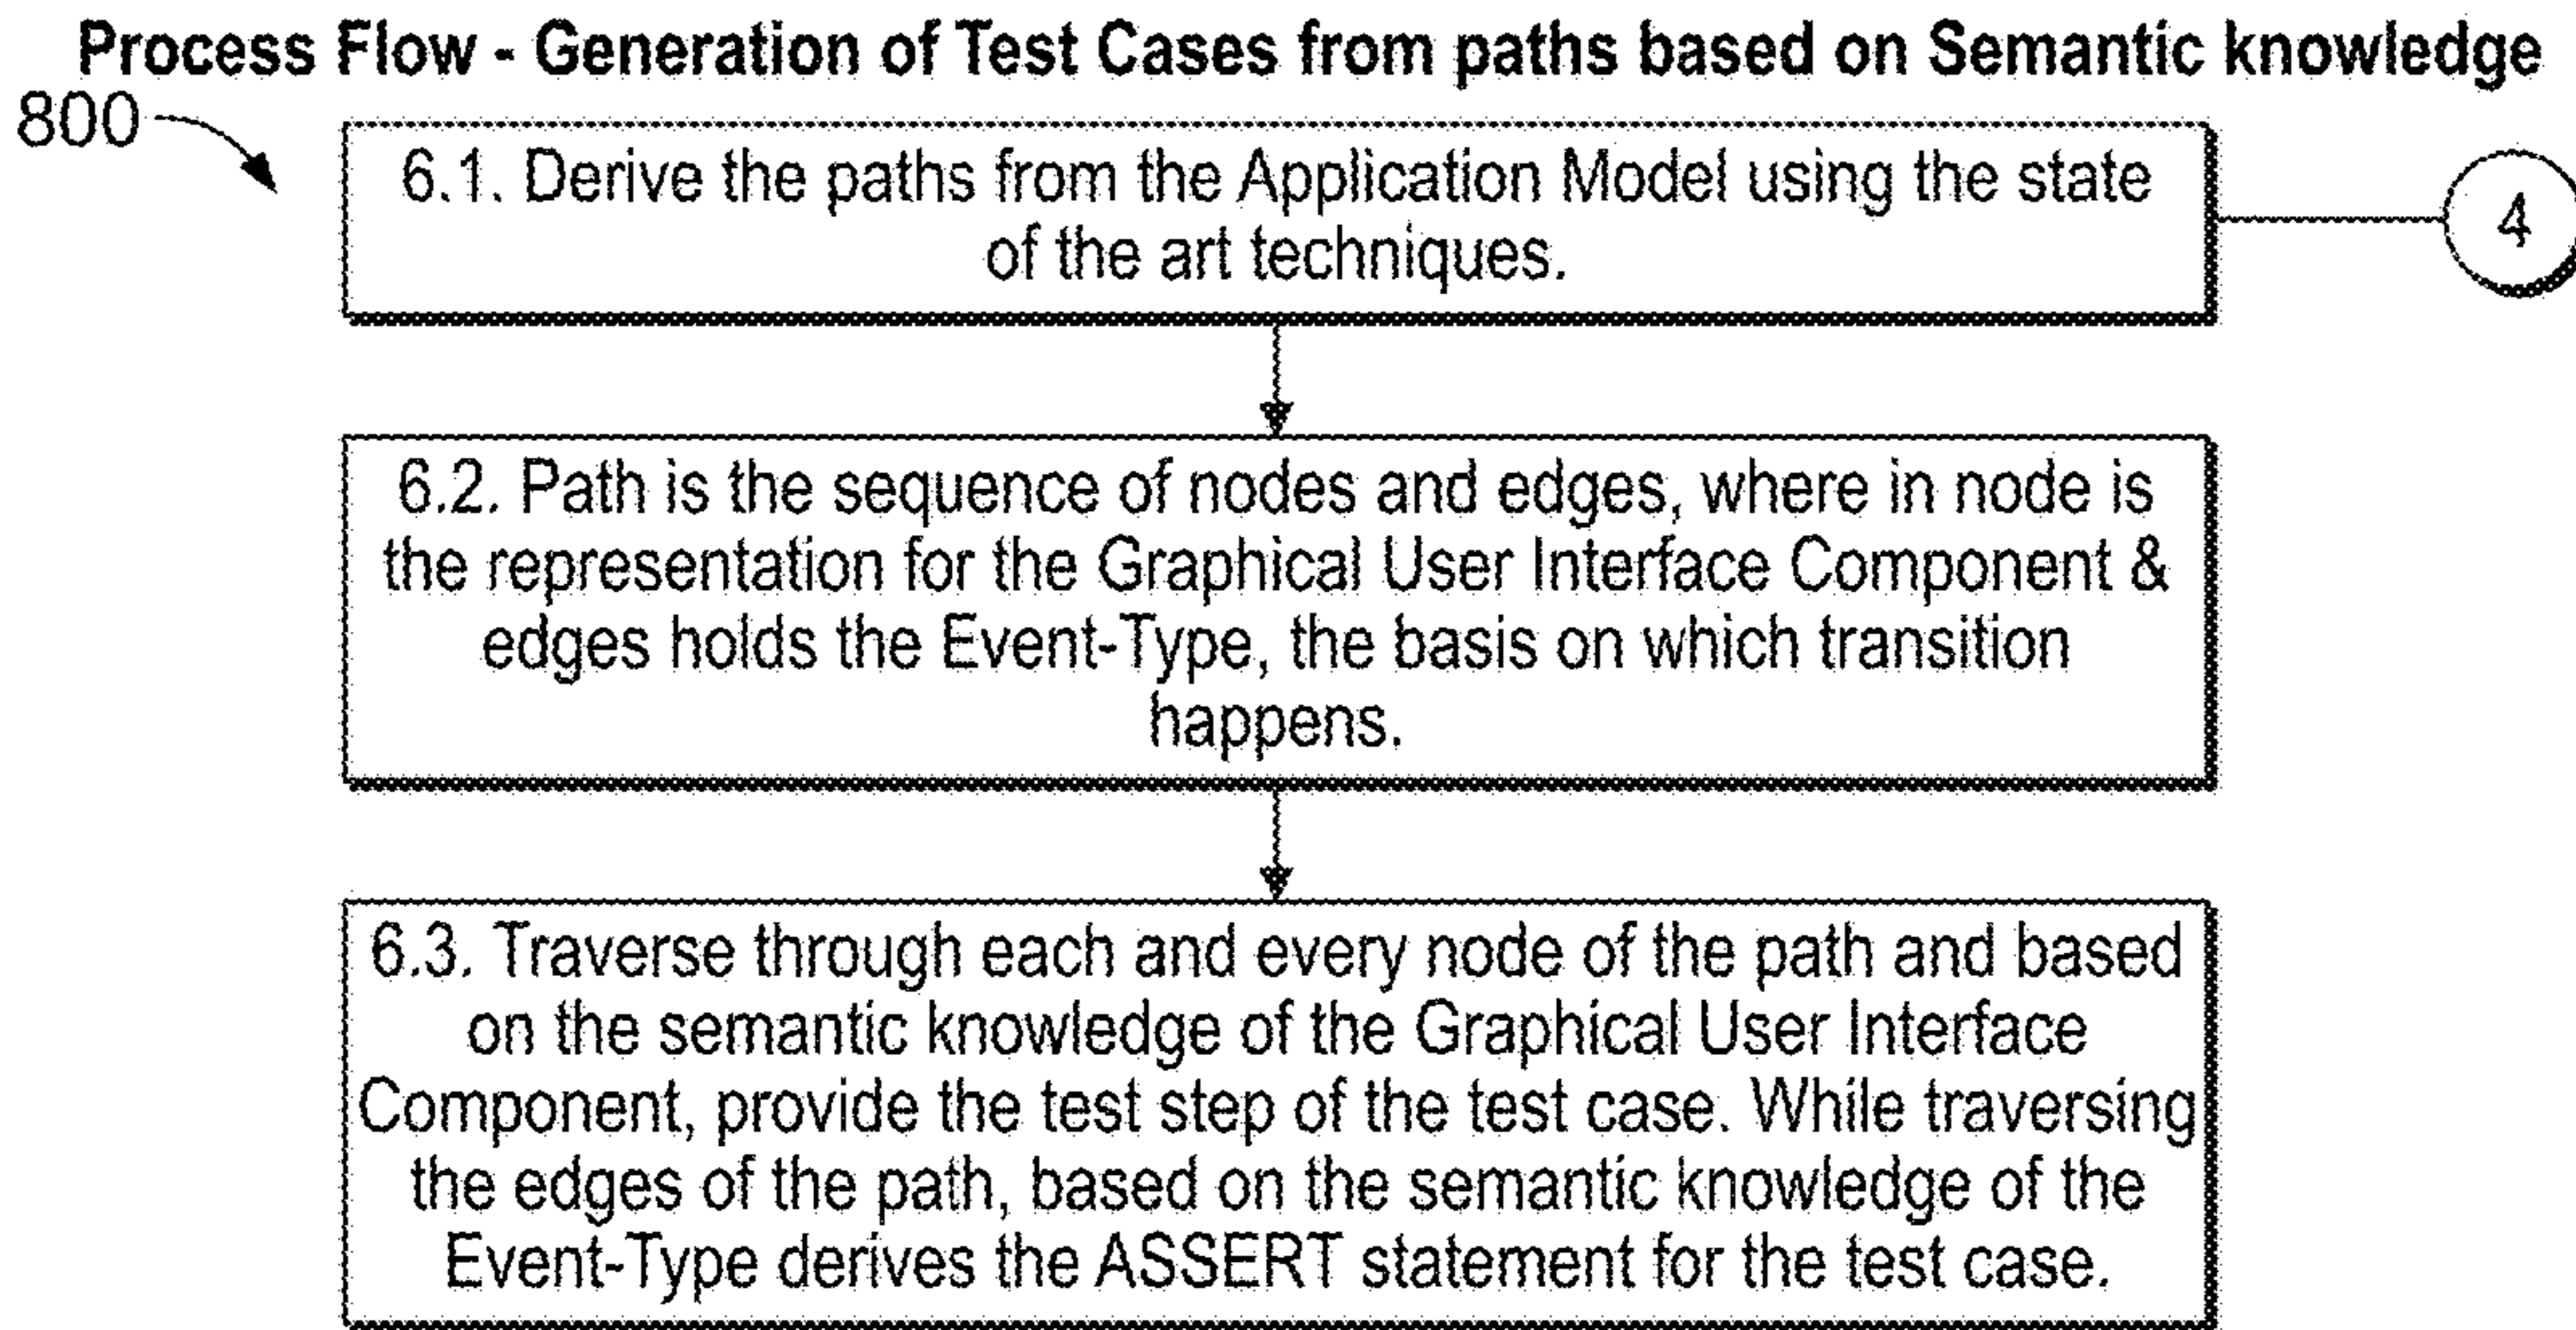 Process Flow - Generation of Test Cases from paths based on Semantic knowledge
800
6.1. Derive the paths from the Application Model using the state
of the art techniques.
4
6.2. Path is the sequence of nodes and edges, where in node is
the representation for the Graphical User Interface Component &
edges holds the Event-Type, the basis on which transition
happens.
6.3. Traverse through each and every node of the path and based
on the semantic knowledge of the Graphical User Interface
Component, provide the test step of the test case. While traversing
the edges of the path, based on the semantic knowledge of the
Event-Type derives the ASSERT statement for the test case.